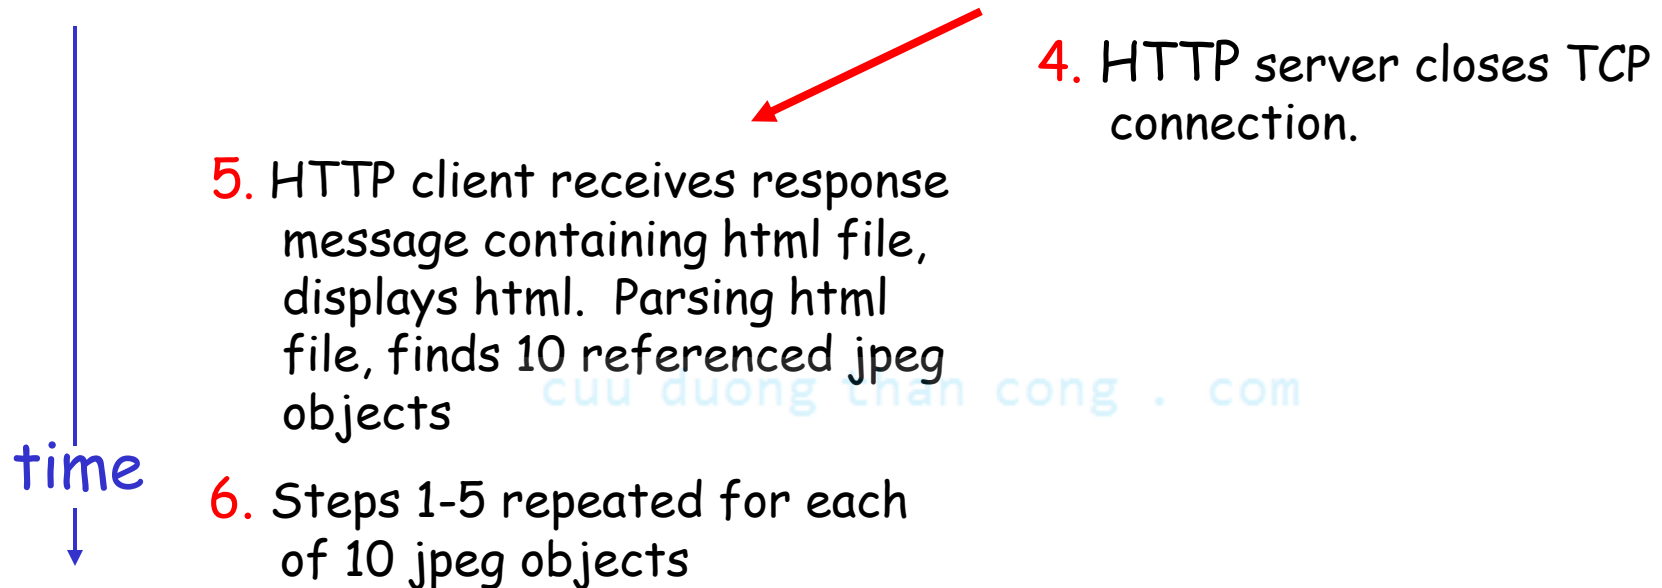 4. HTTP server closes TCP
connection.
5. HTTP client receives response
message containing html file,
displays html.  Parsing html
file, finds 10 referenced jpeg
objects
cuu duong than cong . com
time
6. Steps 1-5 repeated for each
of 10 jpeg objects